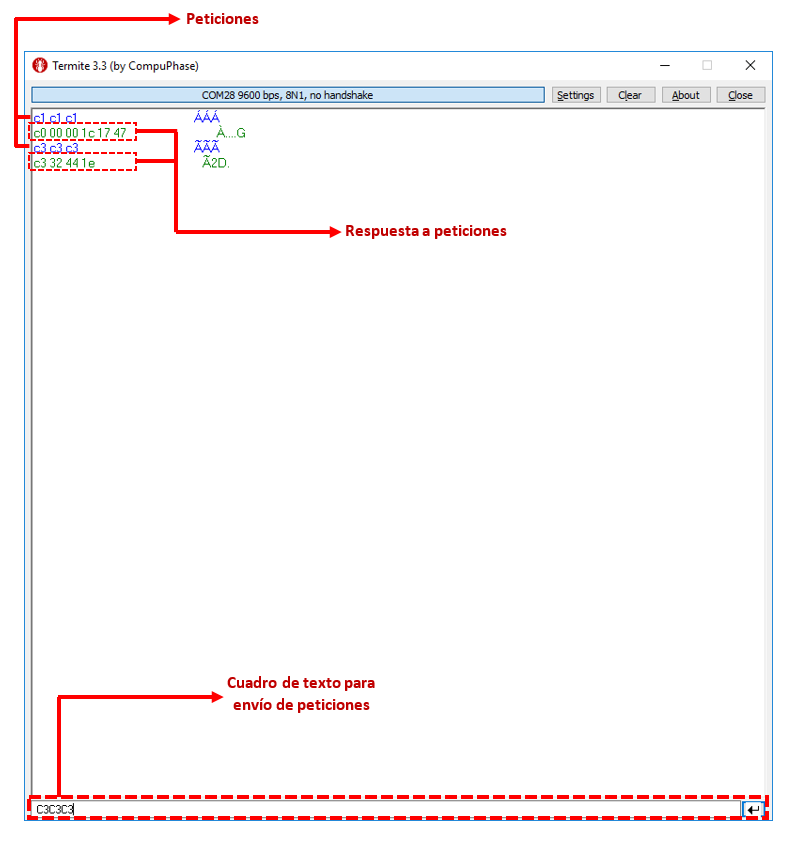 Peticiones
Termite 3.3 (by CompuPhase)
COM28 9600 bps, 8N1, no handshake
Settings
Clear
About
Close
c1 c1 c1 ÁÁÁ
c0 00 00 1c 17 47 À....G
c3 c3 c3 ÃÃÃ
c3 32 44 1e Ã2D.
Respuesta a peticiones
Cuadro de texto para
envío de peticiones
C3C3C3